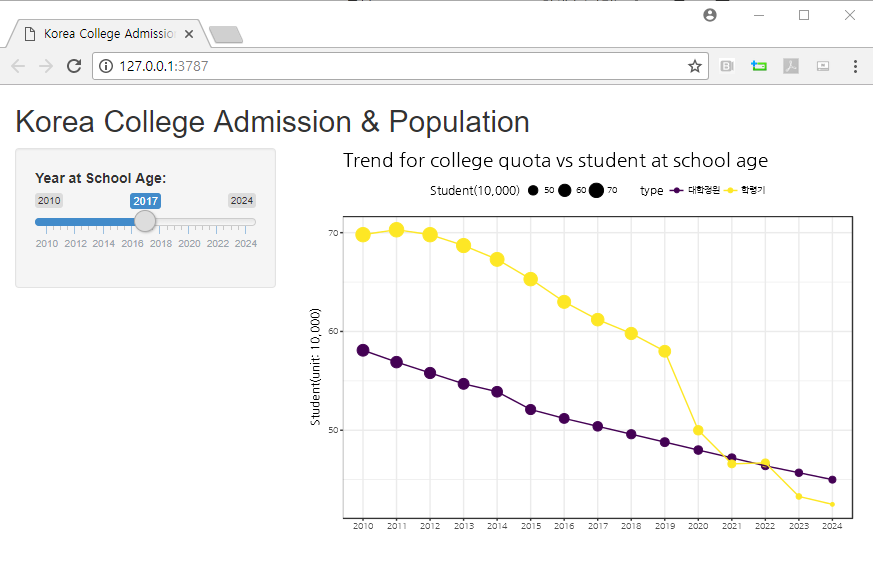 Korea College Admission
127.0.0.1:3787
Korea College Admission & Population
Year at School Age:
2010 2017 2024
2010 2012 2014 2016 2018 2020 2022 2024
Trend for college quota vs student at school age
Student(10,000) 50 60 70 type 대학정원 학령기
Student(unit: 10,000)
70
60
50
2010 2011 2012 2013 2014 2015 2016 2017 2018 2019 2020 2021 2022 2023 2024